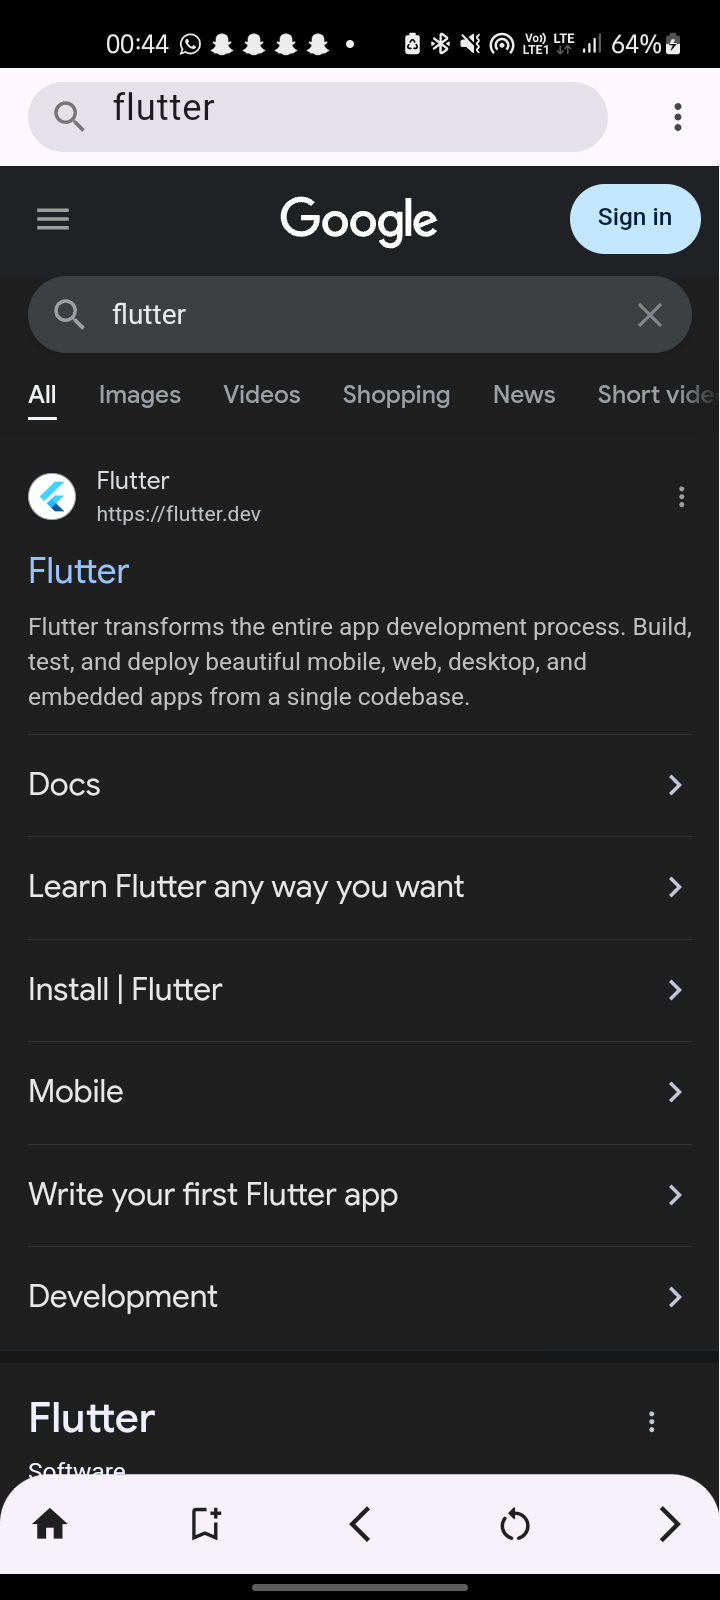 00:44 Vo)) LTE1 LTE 64%
flutter
Google
Sign in
flutter
All Images Videos Shopping News Short vide
Flutter
https://flutter.dev
Flutter
Flutter transforms the entire app development process. Build,
test, and deploy beautiful mobile, web, desktop, and
embedded apps from a single codebase.
Docs
Learn Flutter any way you want
Install | Flutter
Mobile
Write your first Flutter app
Development
Flutter
Software